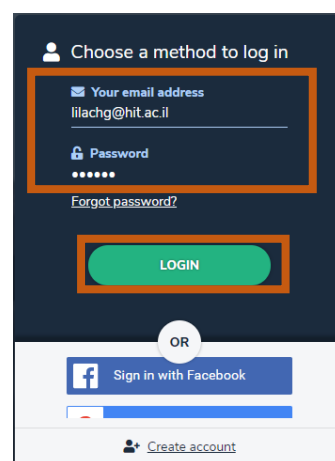 Choose a method to log in
Your email address
lilachg@hit.ac.il
Password
••••••
Forgot password?
LOGIN
OR
Sign in with Facebook
Create account